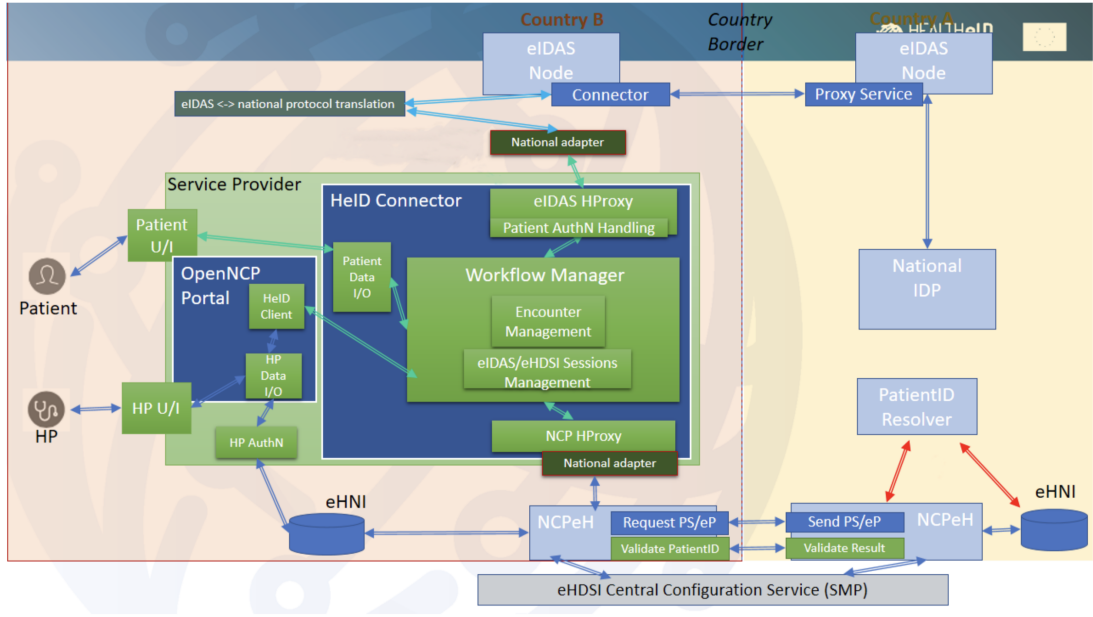 Country B
Country
Border
Country A
HEALTHeID
eIDAS
Node
Connector
eIDAS
Node
Proxy Service
eIDAS <-> national protocol translation
National adapter
Service Provider
HeID Connector
eIDAS HProxy
Patient AuthN Handling
Patient
U/I
Patient
OpenNCP
Portal
HeID
Client
Patient
Data
I/O
Workflow Manager
Encounter
Management
eIDAS/eHDSI Sessions
Management
National
IDP
HP
Data
I/O
HP U/I
HP
HP AuthN
NCP HProxy
National adapter
PatientID
Resolver
eHNI
NCPeH
Request PS/eP
Validate PatientID
Send PS/eP
Validate Result
NCPeH
eHNI
eHDSI Central Configuration Service (SMP)